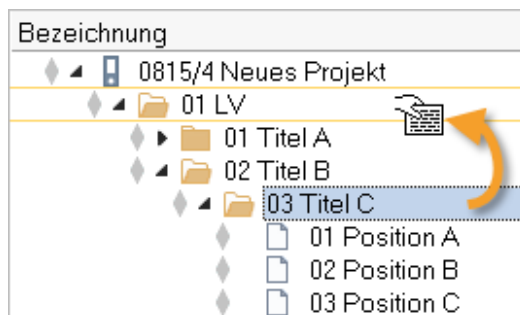 Bezeichnung
0815/4 Neues Projekt
01 LV
01 Titel A
02 Titel B
03 Titel C
01 Position A
02 Position B
03 Position C